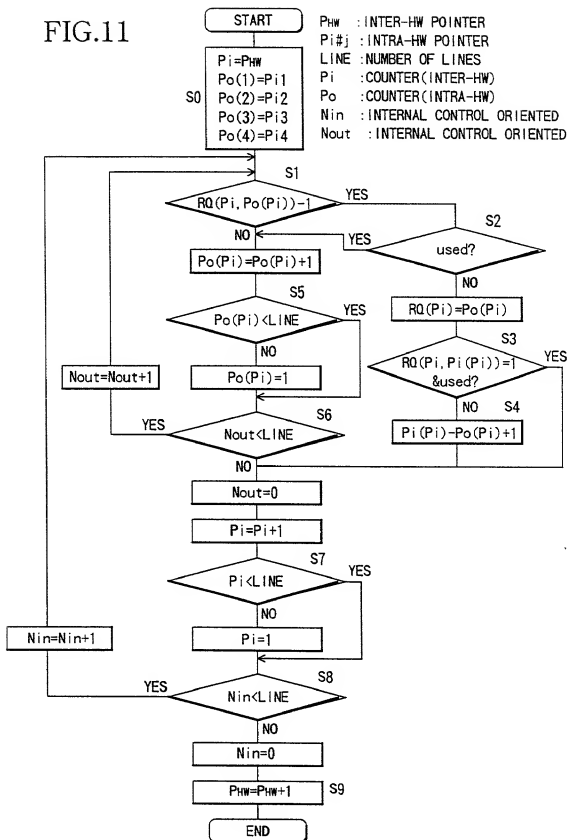 FIG.11
START
PHW : INTER-HW POINTER
Pi#j : INTRA-HW POINTER
LINE : NUMBER OF LINES
Pi : COUNTER(INTER-HW)
Po : COUNTER(INTRA-HW)
Nin : INTERNAL CONTROL ORIENTED
Nout : INTERNAL CONTROL ORIENTED
S0
Pi=PHW
Po(1)=Pi1
Po(2)=Pi2
Po(3)=Pi3
Po(4)=Pi4
S1
RQ(Pi,Po(Pi))-1
YES
NO
S2
used?
YES
NO
Po(Pi)=Po(Pi)+1
RQ(Pi)=Po(Pi)
S5
Po(Pi)<LINE
YES
NO
S3
RQ(Pi,Pi(Pi))=1
&used?
YES
NO
Nout=Nout+1
Po(Pi)=1
S4
Pi(Pi)-Po(Pi)+1
S6
Nout<LINE
YES
NO
Nout=0
Pi=Pi+1
S7
Pi<LINE
YES
NO
Nin=Nin+1
Pi=1
S8
Nin<LINE
YES
NO
Nin=0
PHW=PHW+1
S9
END